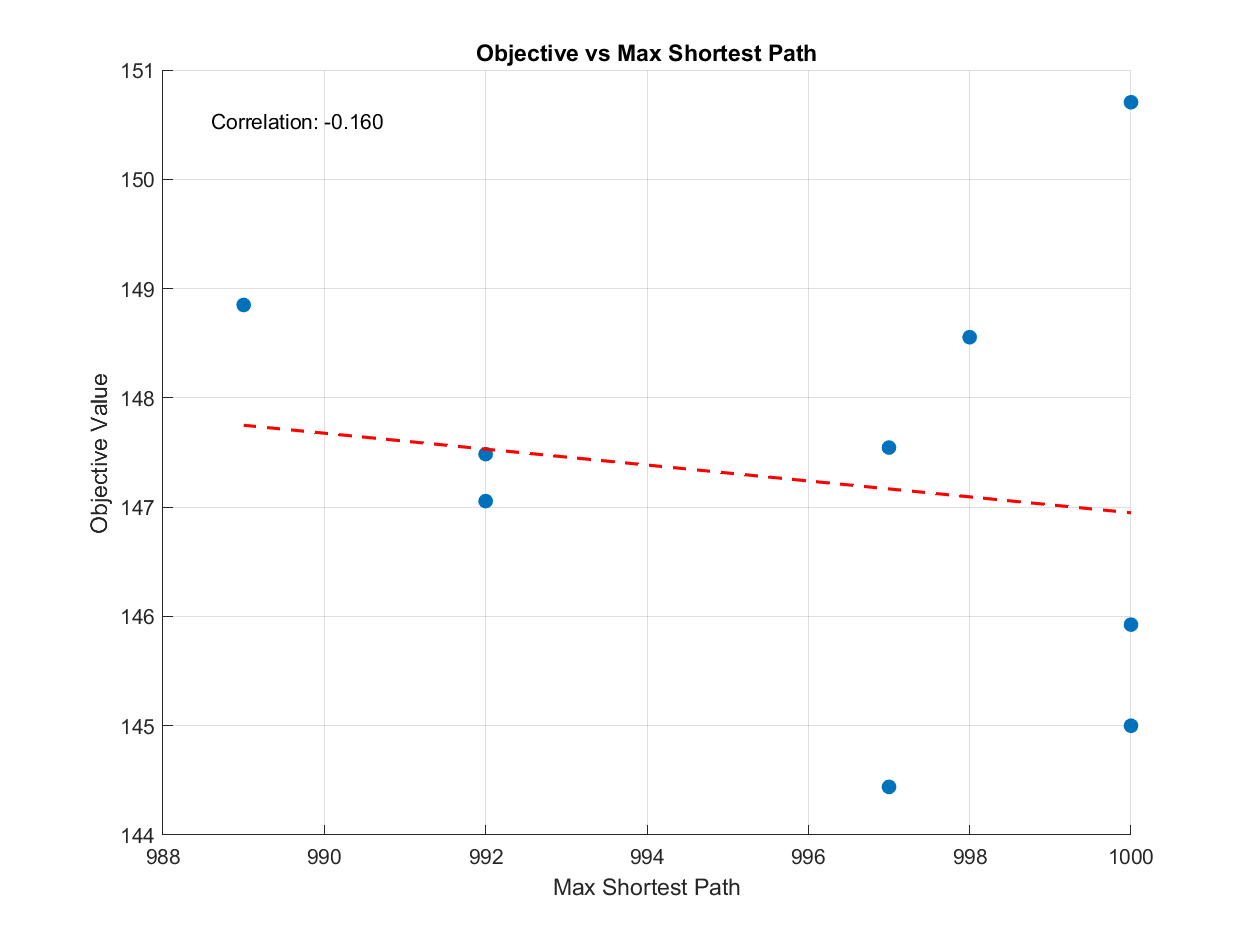 Objective vs Max Shortest Path
Correlation: -0.160
151
150
149
148
147
146
145
144
Objective Value
988 990 992 994 996 998 1000
Max Shortest Path